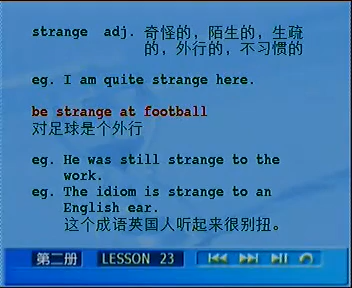 strange adj. 奇怪的，陌生的，生疏
的，外行的，不习惯的
eg. I am quite strange here.
be strange at football
对足球是个外行
eg. He was still strange to the
work.
eg. The idiom is strange to an
English ear.
这个成语英国人听起来很别扭。
第二册 LESSON 23